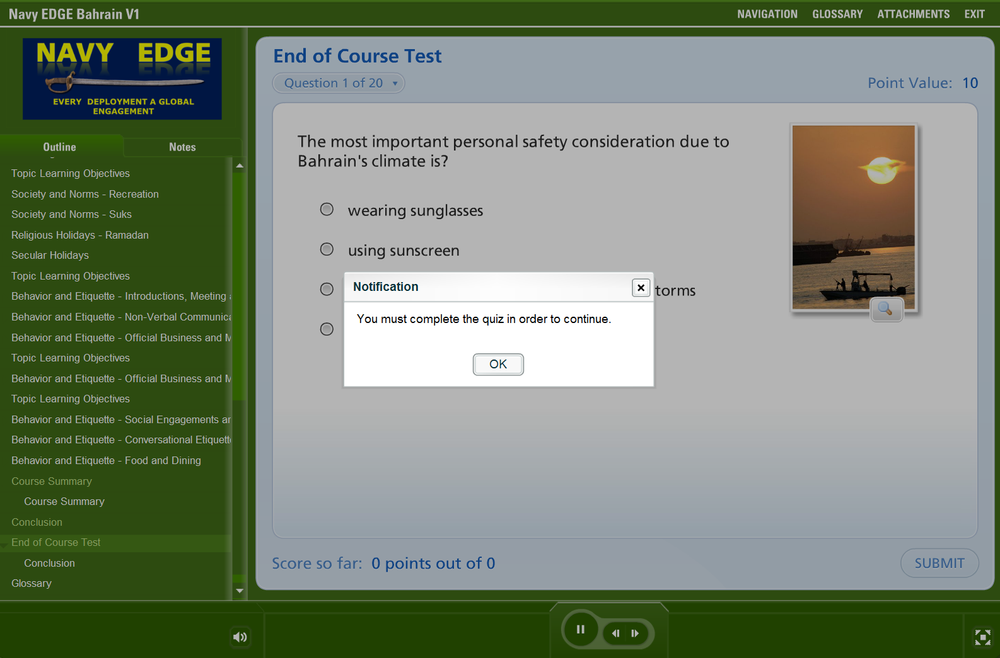 Navy EDGE Bahrain V1
NAVIGATION GLOSSARY ATTACHMENTS EXIT
NAVY EDGE
EVERY DEPLOYMENT A GLOBAL
ENGAGEMENT
Outline
Notes
Topic Learning Objectives
Society and Norms - Recreation
Society and Norms - Suks
Religious Holidays - Ramadan
Secular Holidays
Topic Learning Objectives
Behavior and Etiquette - Introductions, Meeting
Behavior and Etiquette - Non-Verbal Communic
Behavior and Etiquette - Official Business and M
Topic Learning Objectives
Behavior and Etiquette - Official Business and M
Topic Learning Objectives
Behavior and Etiquette - Social Engagements ar
Behavior and Etiquette - Conversational Etiquett
Behavior and Etiquette - Food and Dining
Course Summary
Course Summary
Conclusion
End of Course Test
Conclusion
Glossary
End of Course Test
Question 1 of 20
Point Value: 10
The most important personal safety consideration due to
Bahrain's climate is?
wearing sunglasses
using sunscreen
torms
Notification
You must complete the quiz in order to continue.
OK
Score so far: 0 points out of 0
SUBMIT